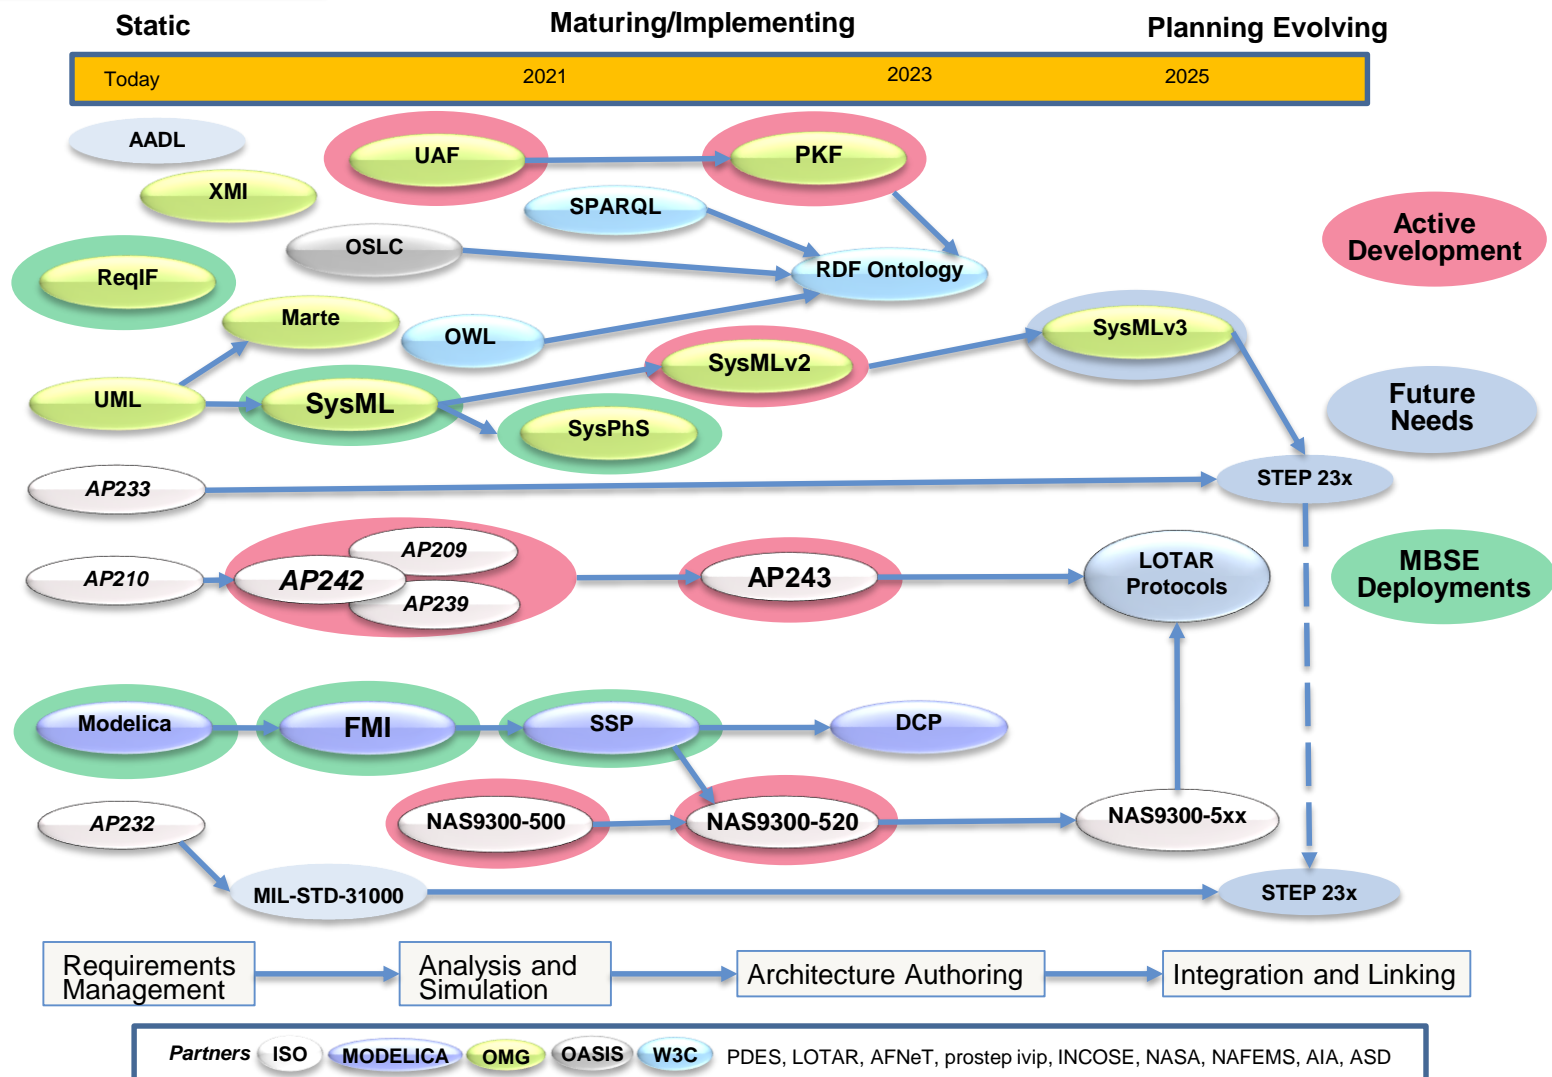 Static
Maturing/Implementing
Planning Evolving
Today
2021
2023
2025
AADL
UAF
PKF
XMI
SPARQL
OSLC
RDF Ontology
ReqIF
Marte
OWL
SysMLv2
SysMLv3
UML
SysML
SysPhS
Active
Development
Future
Needs
MBSE
Deployments
AP233
STEP 23x
AP210
AP242
AP209
AP239
AP243
LOTAR
Protocols
Modelica
FMI
SSP
DCP
AP232
NAS9300-500
NAS9300-520
NAS9300-5xx
MIL-STD-31000
STEP 23x
Requirements
Management
Analysis and
Simulation
Architecture Authoring
Integration and Linking
Partners ISO MODELICA OMG OASIS W3C PDES, LOTAR, AFNeT, prostep ivip, INCOSE, NASA, NAFEMS, AIA, ASD